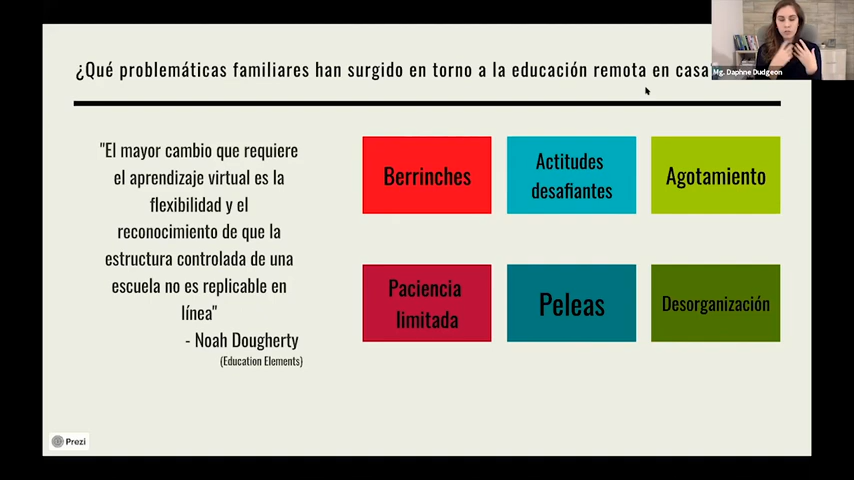 ¿Qué problemáticas familiares han surgido en torno a la educación remota en casa
Mg. Daphne Dudgeon
"El mayor cambio que requiere
el aprendizaje virtual es la
flexibilidad y el
reconocimiento de que la
estructura controlada de una
escuela no es replicable en
línea"
- Noah Dougherty
(Education Elements)
Berrinches
Actitudes
desafiantes
Agotamiento
Paciencia
limitada
Peleas
Desorganización
Prezi